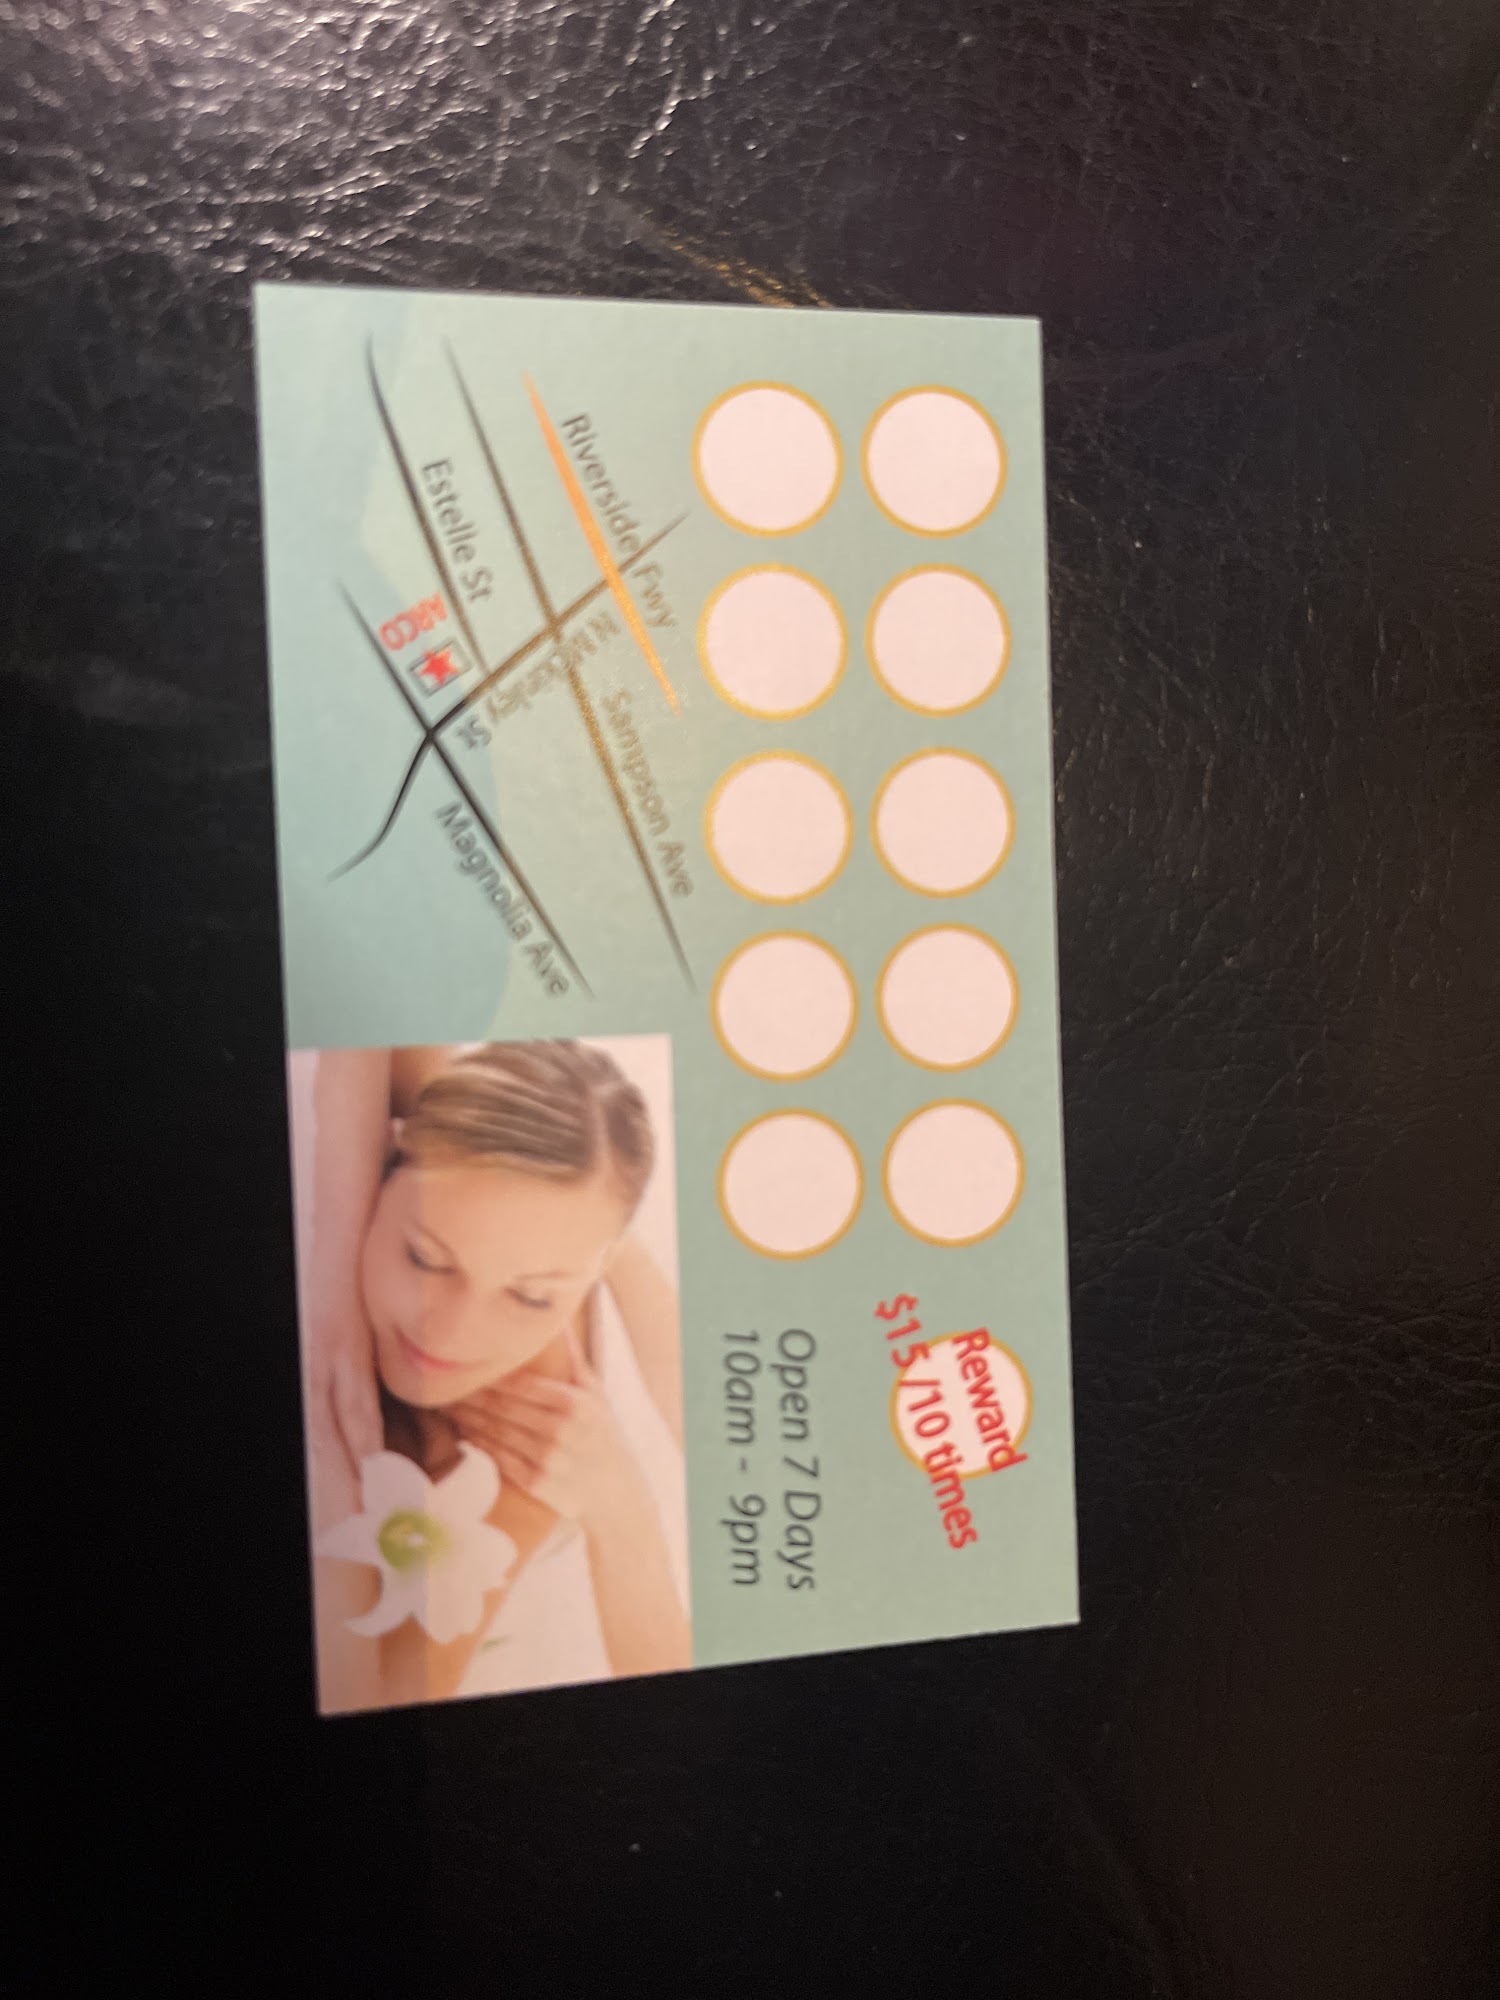 Reward
$15/10 times
Open 7 Days
10am - 9pm
Riverside Fwy
Sampson Ave
Estelle St
ARCO
St
Magnolia Ave